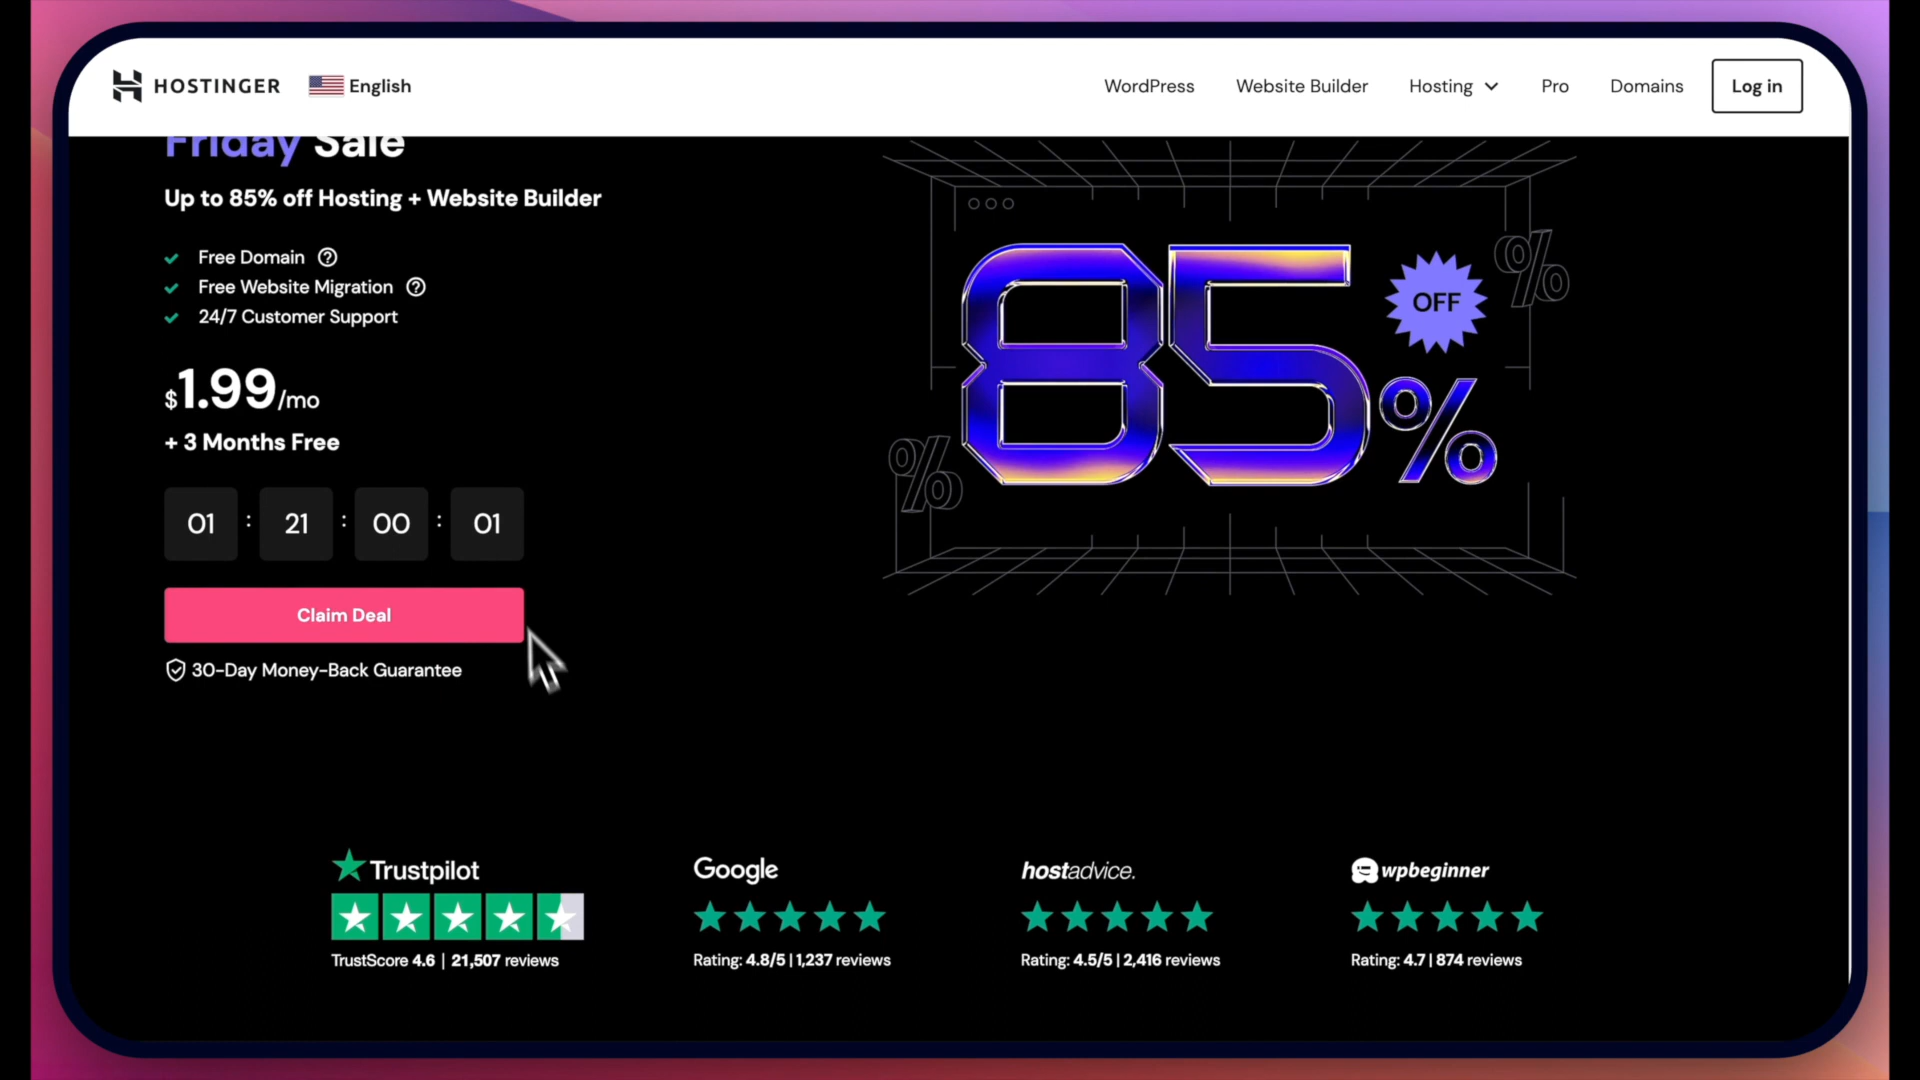 HOSTINGER English WordPress Website Builder Hosting Pro Domains Log in
Friday Sale
Up to 85% off Hosting + Website Builder
Free Domain
Free Website Migration
24/7 Customer Support
$1.99/mo
+ 3 Months Free
01 : 21 : 00 : 01
Claim Deal
30-Day Money-Back Guarantee
85%
OFF
%
%
Trustpilot
TrustScore 4.6 | 21,507 reviews
Google
Rating: 4.8/5 | 1,237 reviews
hostadvice.
Rating: 4.5/5 | 2,416 reviews
wpbeginner
Rating: 4.7 | 874 reviews